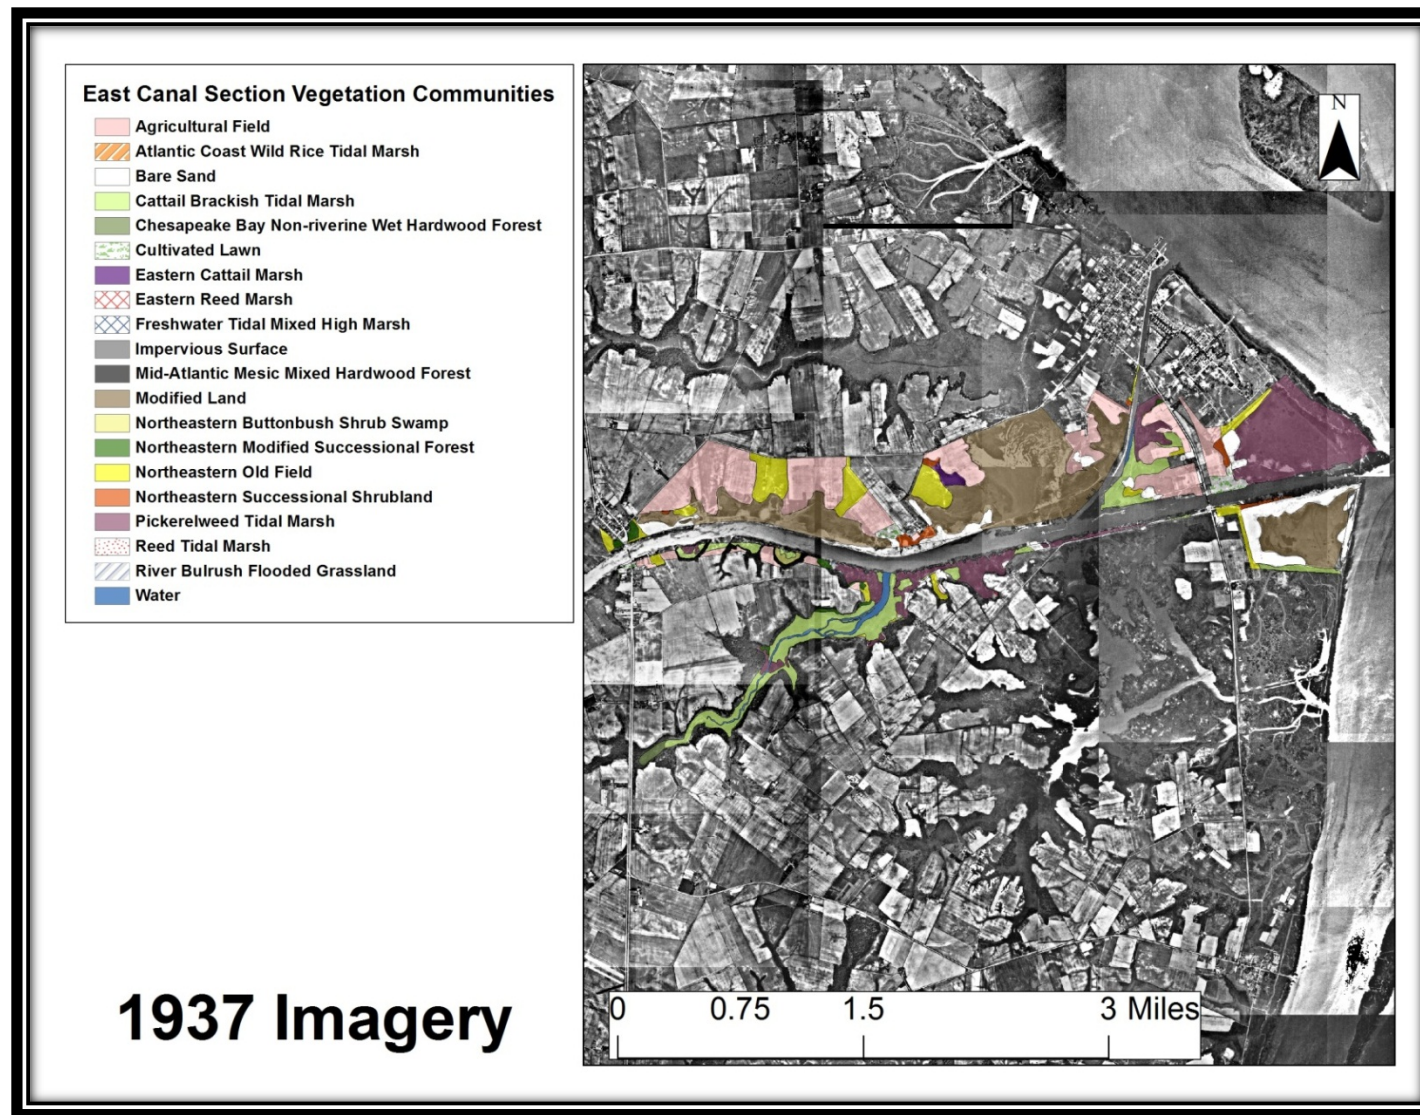 East Canal Section Vegetation Communities
Agricultural Field
Atlantic Coast Wild Rice Tidal Marsh
Bare Sand
Cattail Brackish Tidal Marsh
Chesapeake Bay Non-riverine Wet Hardwood Forest
Cultivated Lawn
Eastern Cattail Marsh
Eastern Reed Marsh
Freshwater Tidal Mixed High Marsh
Impervious Surface
Mid-Atlantic Mesic Mixed Hardwood Forest
Modified Land
Northeastern Buttonbush Shrub Swamp
Northeastern Modified Successional Forest
Northeastern Old Field
Northeastern Successional Shrubland
Pickerelweed Tidal Marsh
Reed Tidal Marsh
River Bulrush Flooded Grassland
Water
N
1937 Imagery
0 0.75 1.5 3 Miles